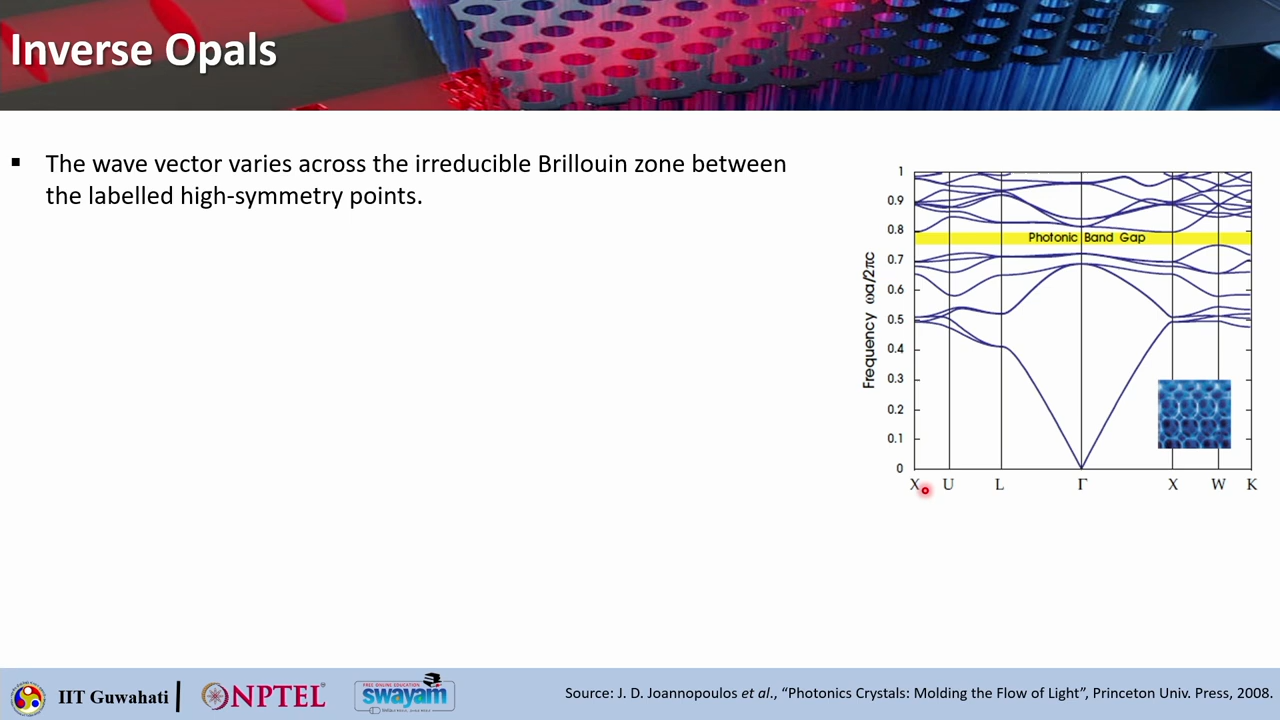 Inverse Opals
▪ The wave vector varies across the irreducible Brillouin zone between
the labelled high-symmetry points.
1
0.9
0.8
0.7
0.6
0.5
0.4
0.3
0.2
0.1
0
Frequency ωa/2πc
Photonic Band Gap
X U L Γ X W K
IIT Guwahati
NPTEL
FREE ONLINE EDUCATION
swayam
Source: J. D. Joannopoulos et al., “Photonics Crystals: Molding the Flow of Light”, Princeton Univ. Press, 2008.